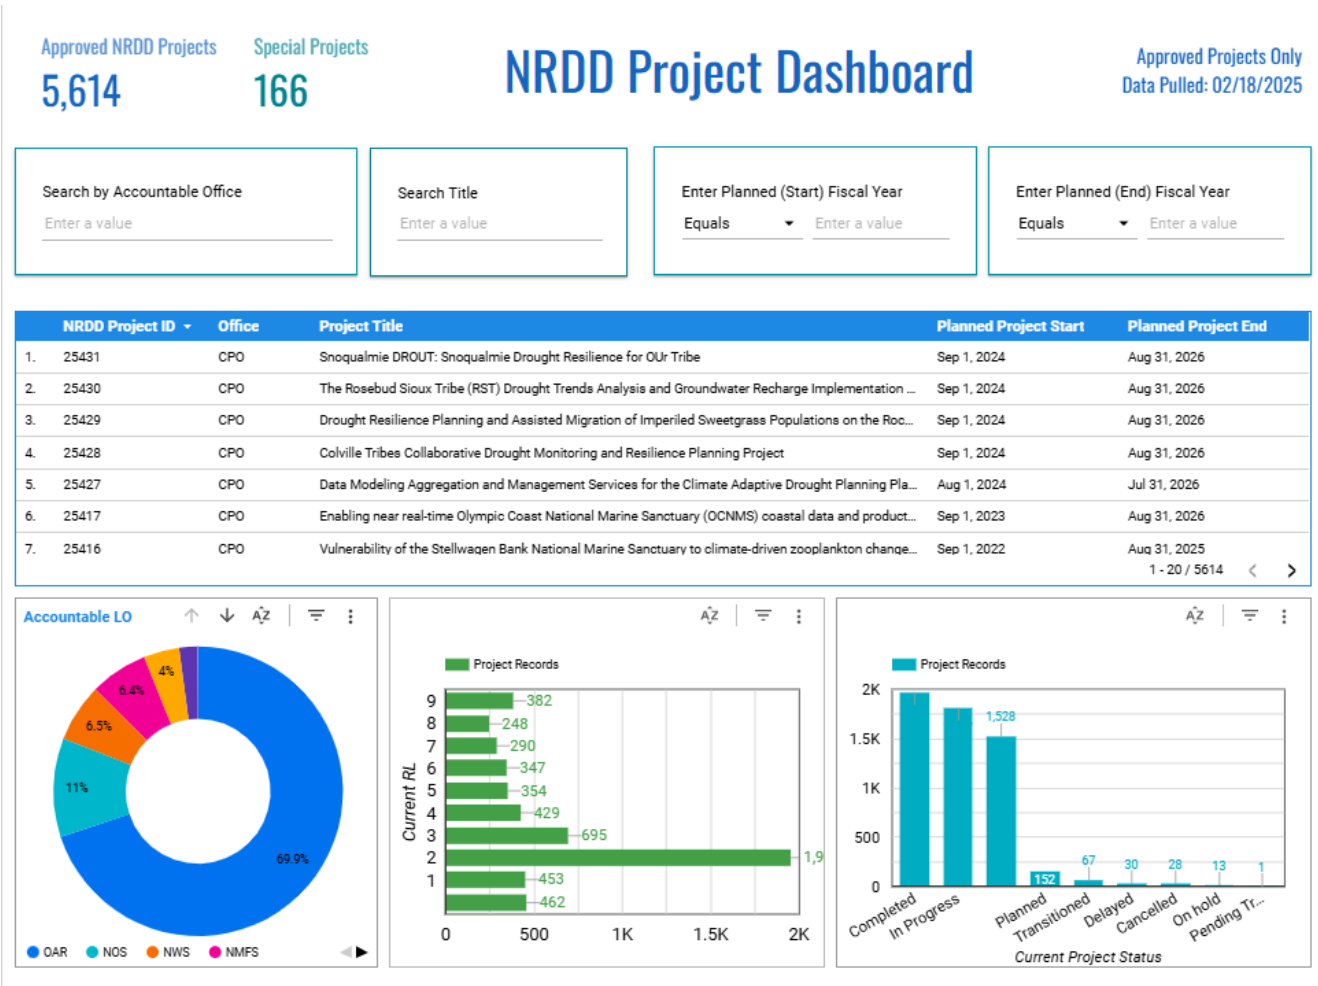 Approved NRDD Projects
5,614
Special Projects
166
NRDD Project Dashboard
Approved Projects Only
Data Pulled: 02/18/2025
Search by Accountable Office
Enter a value
Search Title
Enter a value
Enter Planned (Start) Fiscal Year
Equals Enter a value
Enter Planned (End) Fiscal Year
Equals Enter a value
NRDD Project ID Office Project Title Planned Project Start Planned Project End
1. 25431 CPO Snoqualmie DROUT: Snoqualmie Drought Resilience for OUr Tribe Sep 1, 2024 Aug 31, 2026
2. 25430 CPO The Rosebud Sioux Tribe (RST) Drought Trends Analysis and Groundwater Recharge Implementation ... Sep 1, 2024 Aug 31, 2026
3. 25429 CPO Drought Resilience Planning and Assisted Migration of Imperiled Sweetgrass Populations on the Roc... Sep 1, 2024 Aug 31, 2026
4. 25428 CPO Colville Tribes Collaborative Drought Monitoring and Resilience Planning Project Sep 1, 2024 Aug 31, 2026
5. 25427 CPO Data Modeling Aggregation and Management Services for the Climate Adaptive Drought Planning Pla... Aug 1, 2024 Jul 31, 2026
6. 25417 CPO Enabling near real-time Olympic Coast National Marine Sanctuary (OCNMS) coastal data and product... Sep 1, 2023 Aug 31, 2026
7. 25416 CPO Vulnerability of the Stellwagen Bank National Marine Sanctuary to climate-driven zooplankton change... Sep 1, 2022 Aug 31, 2025
1 - 20 / 5614
Accountable LO
AZ
4%
6.4%
6.5%
11%
69.9%
OAR NOS NWS NMFS
AZ
Project Records
Current RL
9 382
8 248
7 290
6 347
5 354
4 429
3 695
2 1,9
1 453
462
0 500 1K 1.5K 2K
AZ
Project Records
2K
1.5K
1K
500
0
1,528
152
67
30
28
13
1
Completed
In Progress
Planned
Transitioned
Delayed
Cancelled
On hold
Pending Tr...
Current Project Status